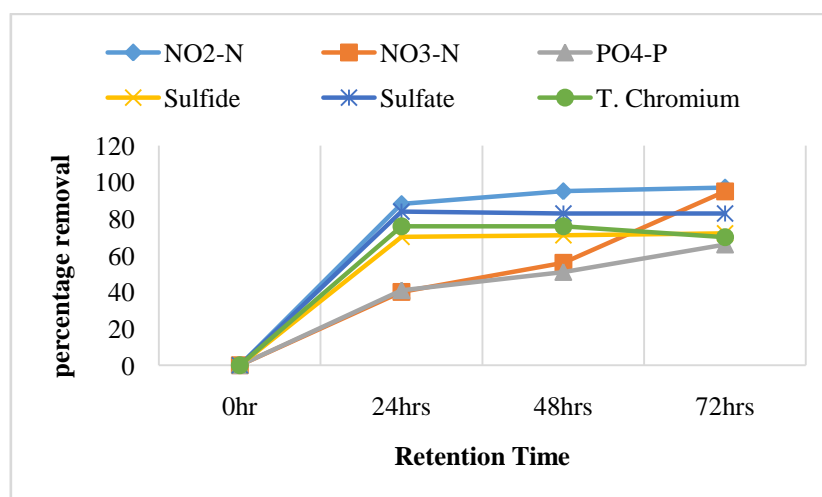 NO2-N NO3-N PO4-P
Sulfide Sulfate T. Chromium
percentage removal
120
100
80
60
40
20
0
0hr 24hrs 48hrs 72hrs
Retention Time